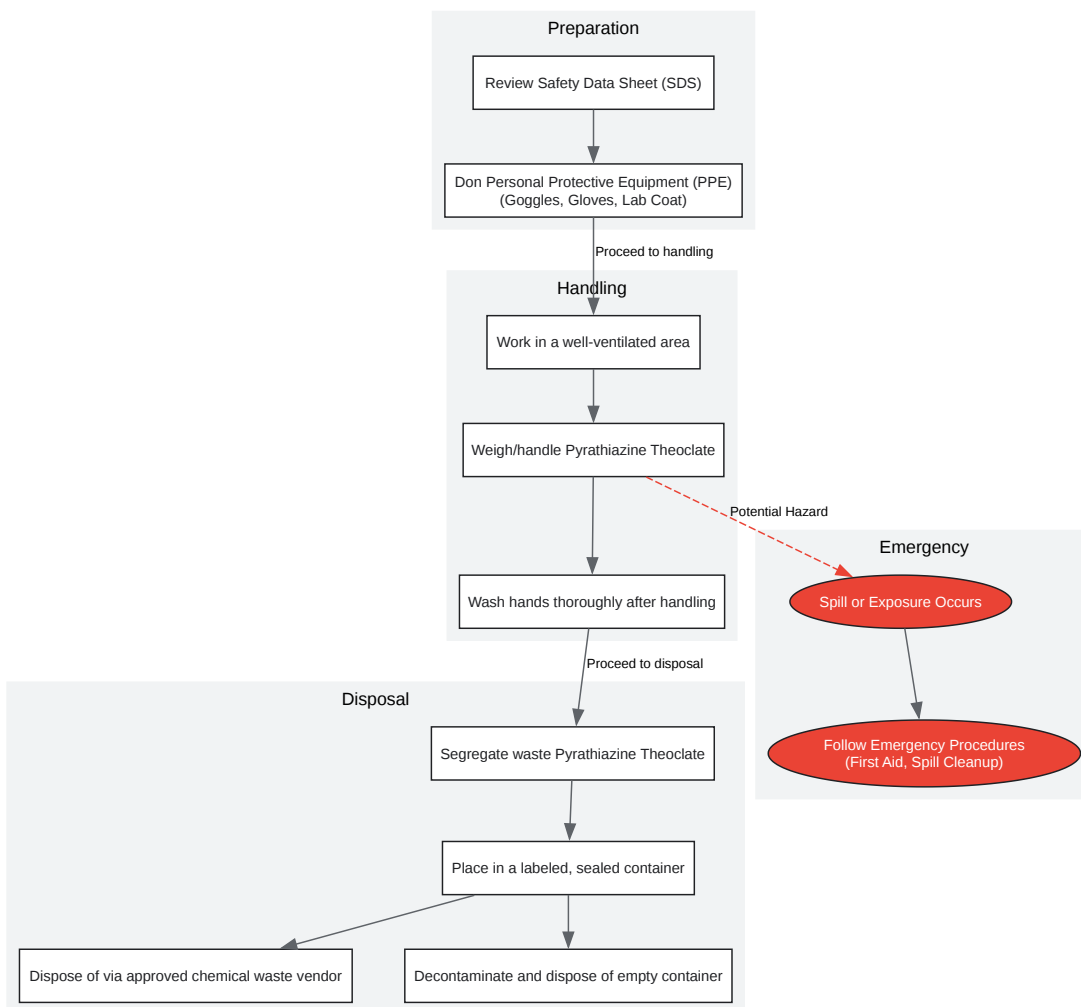 Preparation
Review Safety Data Sheet (SDS)
Don Personal Protective Equipment (PPE)
(Goggles, Gloves, Lab Coat)
Proceed to handling
Handling
Work in a well-ventilated area
Weigh/handle Pyrathiazine Theoclate
Potential Hazard
Emergency
Spill or Exposure Occurs
Wash hands thoroughly after handling
Proceed to disposal
Disposal
Segregate waste Pyrathiazine Theoclate
Follow Emergency Procedures
(First Aid, Spill Cleanup)
Place in a labeled, sealed container
Dispose of via approved chemical waste vendor
Decontaminate and dispose of empty container